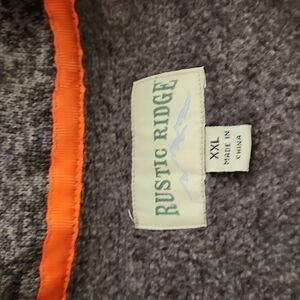 RUSTIC RIDGE
XXL
MADE IN
CHINA